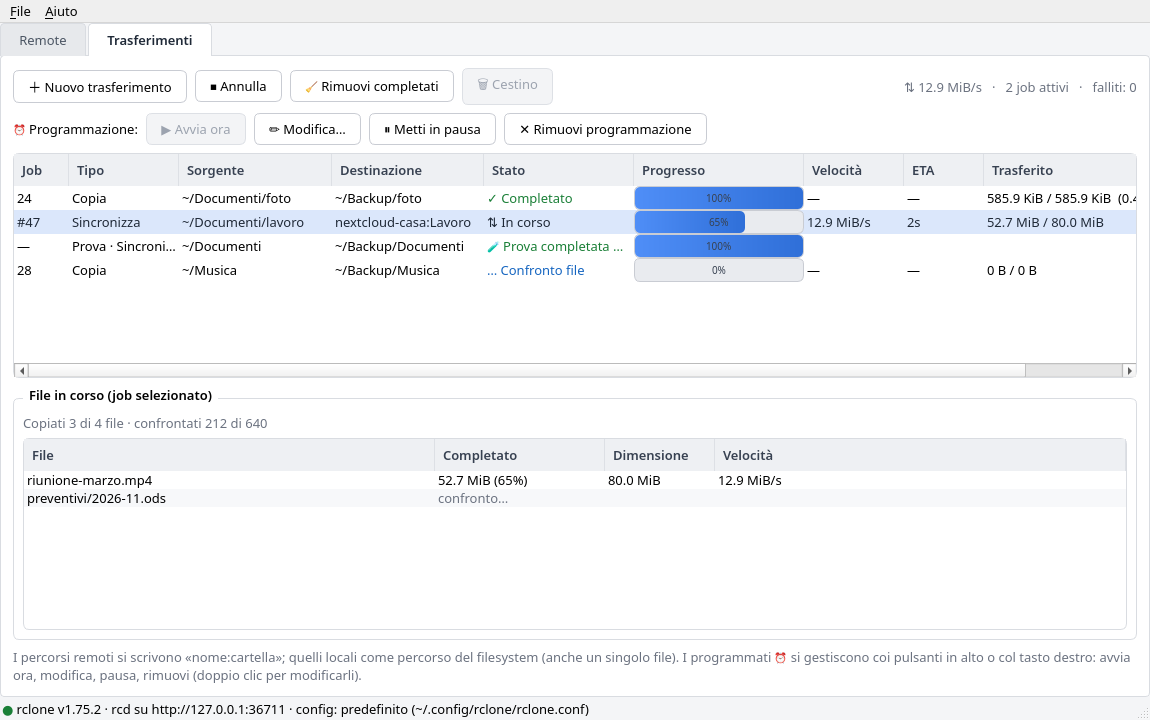 File Aiuto
Remote Trasferimenti
+ Nuovo trasferimento ■ Annulla 🧹 Rimuovi completati 🗑 Cestino ⇅ 12.9 MiB/s · 2 job attivi · falliti: 0
⏰ Programmazione: ▶ Avvia ora ✏ Modifica... ⏸ Metti in pausa ✕ Rimuovi programmazione
Job Tipo Sorgente Destinazione Stato Progresso Velocità ETA Trasferito
24 Copia ~/Documenti/foto ~/Backup/foto ✓ Completato 100% — — 585.9 KiB / 585.9 KiB (0.4
#47 Sincronizza ~/Documenti/lavoro nextcloud-casa:Lavoro ⇅ In corso 65% 12.9 MiB/s 2s 52.7 MiB / 80.0 MiB
— Prova · Sincroni... ~/Documenti ~/Backup/Documenti 🧪 Prova completata ... 100%
28 Copia ~/Musica ~/Backup/Musica ... Confronto file 0% — — 0 B / 0 B
File in corso (job selezionato)
Copiati 3 di 4 file · confrontati 212 di 640
File Completato Dimensione Velocità
riunione-marzo.mp4 52.7 MiB (65%) 80.0 MiB 12.9 MiB/s
preventivi/2026-11.ods confronto...
I percorsi remoti si scrivono «nome:cartella»; quelli locali come percorso del filesystem (anche un singolo file). I programmati ⏰ si gestiscono coi pulsanti in alto o col tasto destro: avvia
ora, modifica, pausa, rimuovi (doppio clic per modificarli).
rclone v1.75.2 · rcd su http://127.0.0.1:36711 · config: predefinito (~/.config/rclone/rclone.conf)